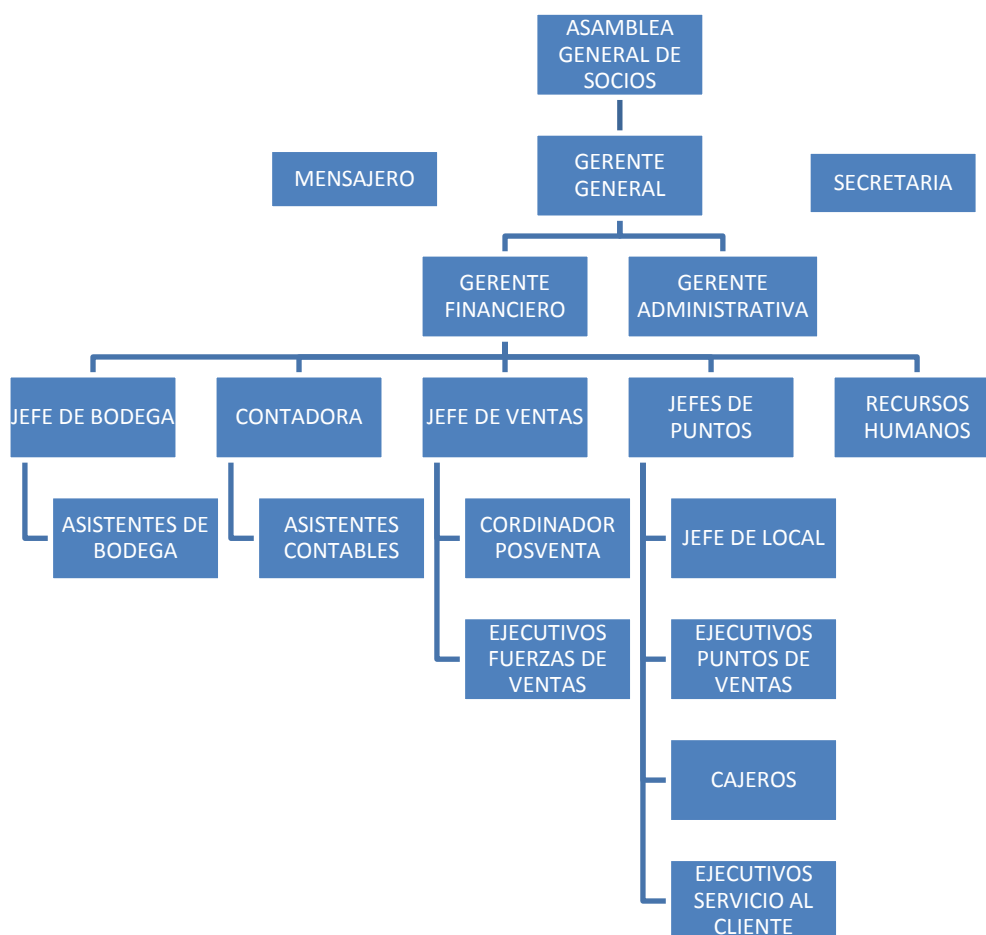 ASAMBLEA
GENERAL DE
SOCIOS
MENSAJERO
GERENTE
GENERAL
SECRETARIA
GERENTE
FINANCIERO
GERENTE
ADMINISTRATIVA
JEFE DE BODEGA
CONTADORA
JEFE DE VENTAS
JEFES DE
PUNTOS
RECURSOS
HUMANOS
ASISTENTES DE
BODEGA
ASISTENTES
CONTABLES
CORDINADOR
POSVENTA
JEFE DE LOCAL
EJECUTIVOS
FUERZAS DE
VENTAS
EJECUTIVOS
PUNTOS DE
VENTAS
CAJEROS
EJECUTIVOS
SERVICIO AL
CLIENTE